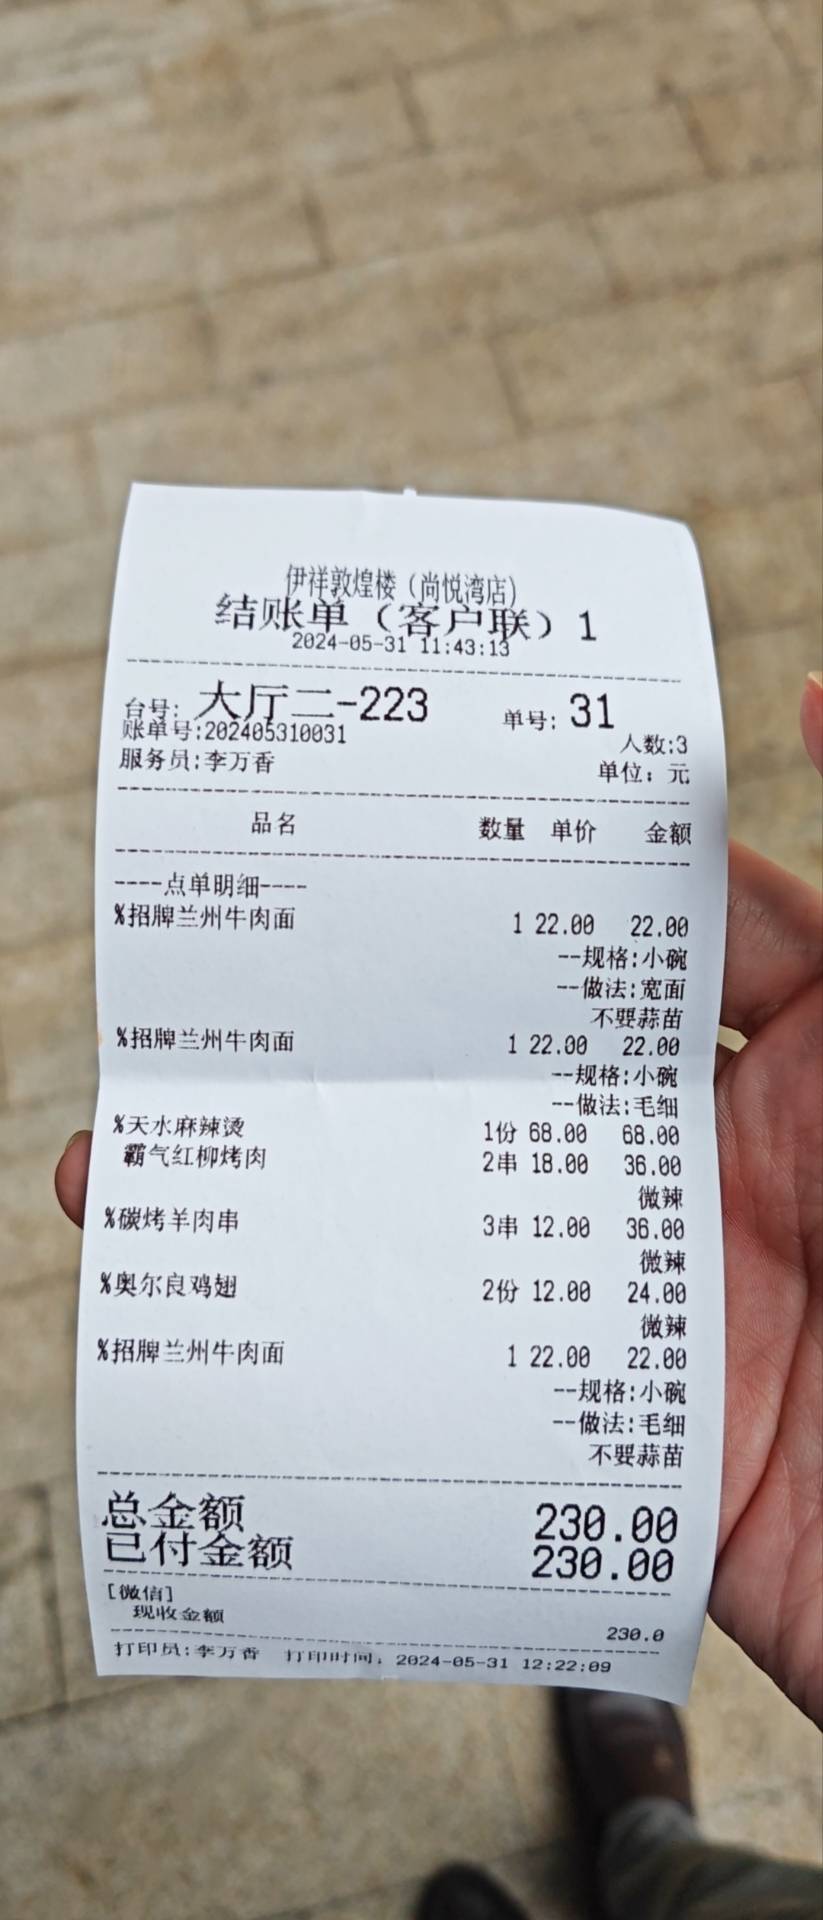 伊祥敦煌楼（尚悦湾店）
结账单（客户联）1
2024-05-31 11:43:13
台号: 大厅二-223 单号: 31
账单号:202405310031 人数:3
服务员:李万香 单位: 元
品名 数量 单价 金额
----点单明细----
%招牌兰州牛肉面 1 22.00 22.00
--规格:小碗
--做法:宽面
不要蒜苗
%招牌兰州牛肉面 1 22.00 22.00
--规格:小碗
--做法:毛细
%天水麻辣烫 1份 68.00 68.00
霸气红柳烤肉 2串 18.00 36.00
微辣
%碳烤羊肉串 3串 12.00 36.00
微辣
%奥尔良鸡翅 2份 12.00 24.00
微辣
%招牌兰州牛肉面 1 22.00 22.00
--规格:小碗
--做法:毛细
不要蒜苗
总金额 230.00
已付金额 230.00
[微信]
现收金额 230.0
打印员:李万香 打印时间: 2024-05-31 12:22:09